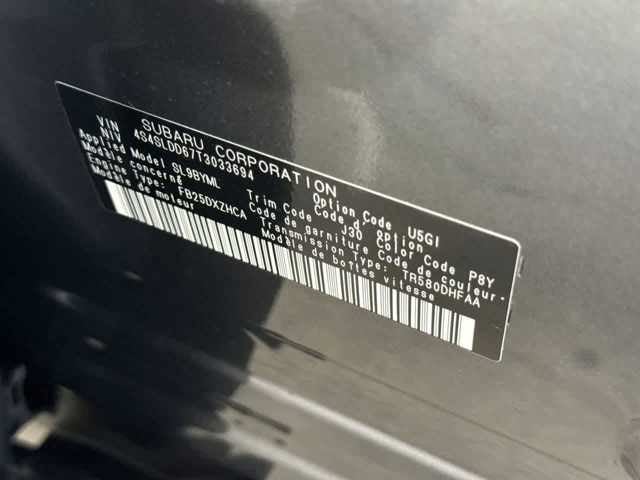 SUBARU CORPORATION
VIN
NIV 4S4SLDD67T3033694
Applied Model SL9BYML Option Code U5GI
Modèle concerné Code d'option
Engine Type: FB25DXZHCA Trim Code J30 Color Code P8Y
Modèle de moteur Code de garniture Code de couleur
Transmission Type: TR580DHFAA
Modèle de boîtes vitesse